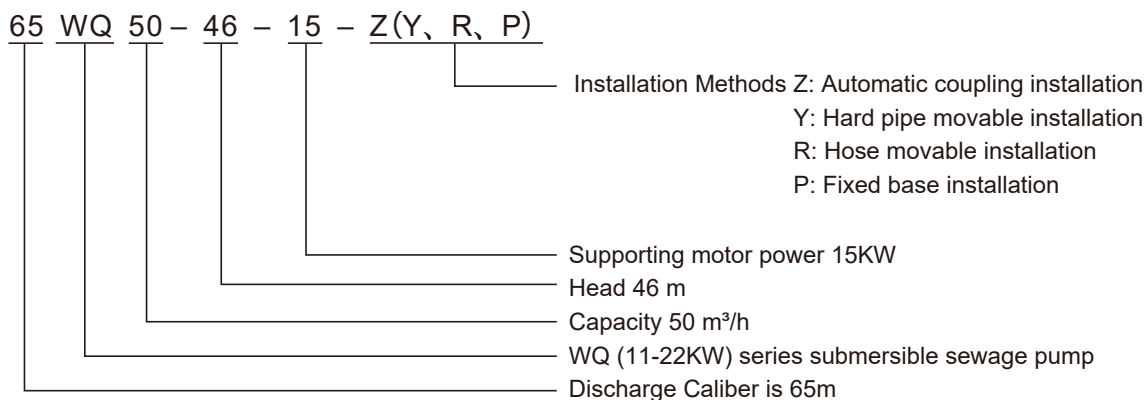 65 WQ 50 – 46 – 15 – Z(Y、R、P)
Installation Methods Z: Automatic coupling installation
Y: Hard pipe movable installation
R: Hose movable installation
P: Fixed base installation
Supporting motor power 15KW
Head 46 m
Capacity 50 m³/h
WQ (11-22KW) series submersible sewage pump
Discharge Caliber is 65m